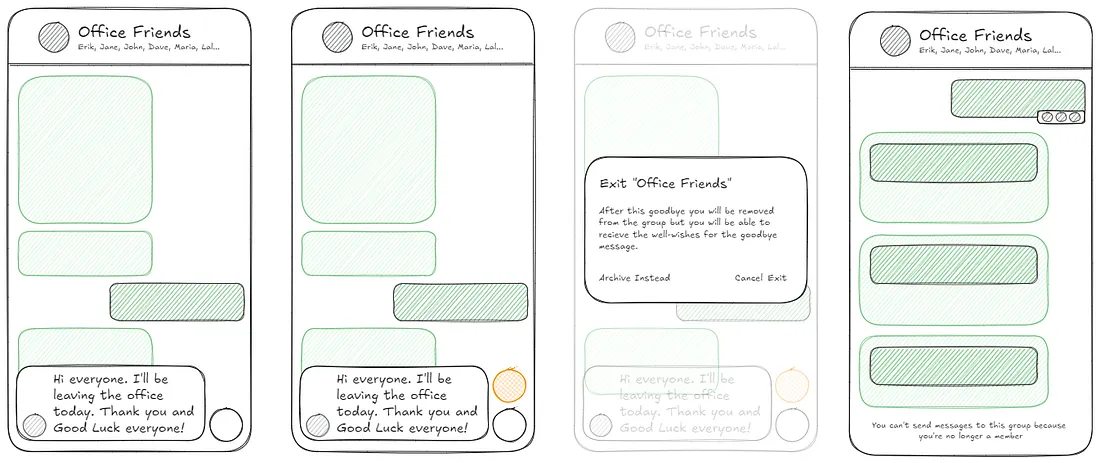 Office Friends
Erik, Jane, John, Dave, Maria, Lal...
Hi everyone. I'll be
leaving the office
today. Thank you and
Good Luck everyone!
Office Friends
Erik, Jane, John, Dave, Maria, Lal...
Hi everyone. I'll be
leaving the office
today. Thank you and
Good Luck everyone!
Office Friends
Erik, Jane, John, Dave, Maria, Lal...
Exit "Office Friends"
After this goodbye you will be removed
from the group but you will be able to
recieve the well-wishes for the goodbye
message.
Archive Instead
Cancel Exit
Hi everyone. I'll be
leaving the office
today. Thank you and
Good Luck everyone!
Office Friends
Erik, Jane, John, Dave, Maria, Lal...
You can't send messages to this group because
you're no longer a member